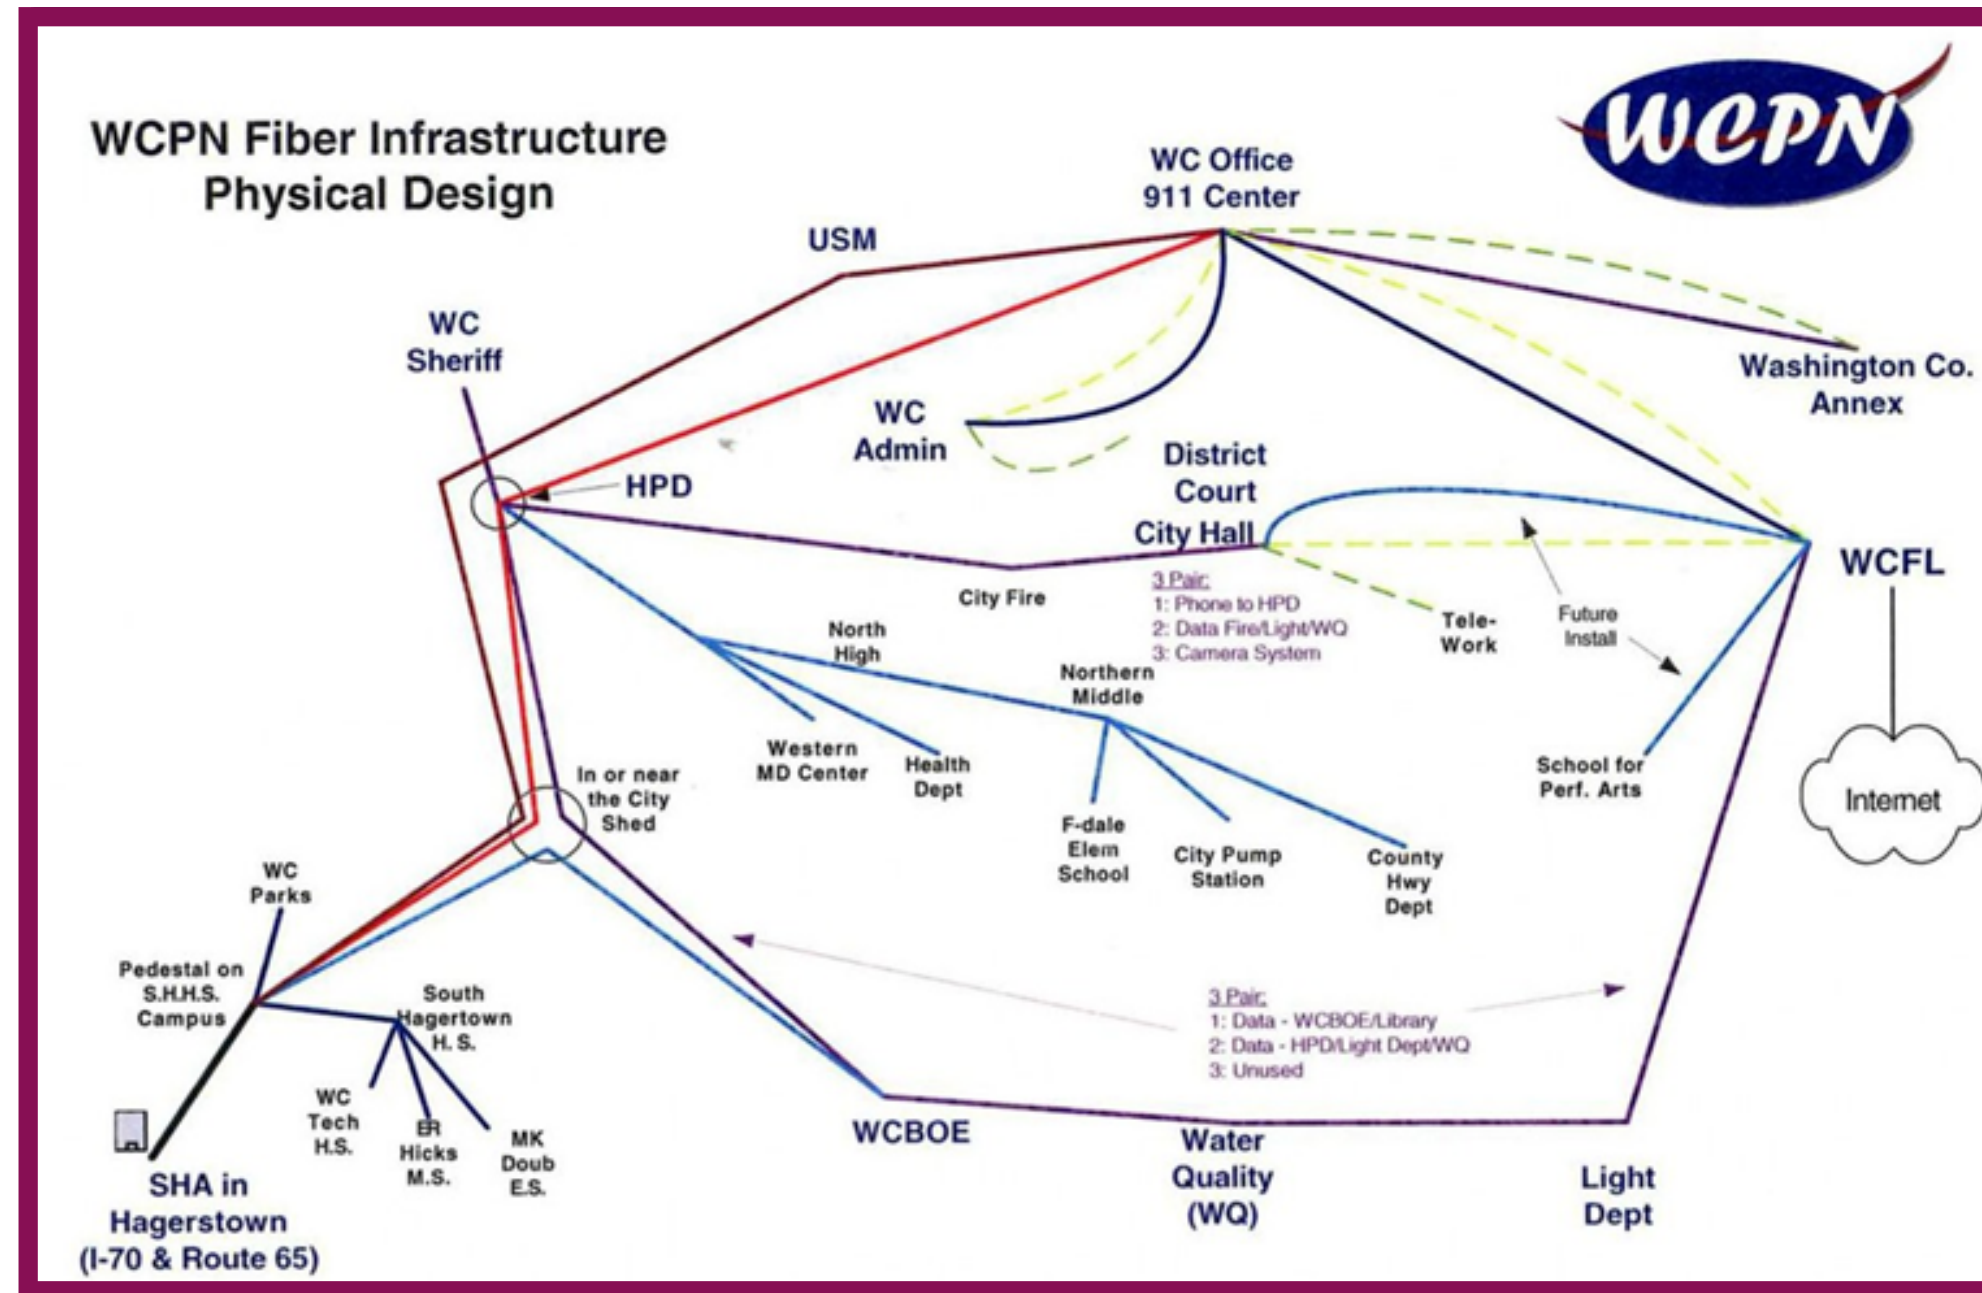 WCPN Fiber Infrastructure
Physical Design
WCPN
WC Office
911 Center
USM
WC
Sheriff
Washington Co.
Annex
WC
Admin
District
Court
City Hall
HPD
WCFL
City Fire
3 Pair:
1: Phone to HPD
2: Data Fire/Light/WQ
3: Camera System
Tele-
Work
Future
Install
North
High
Northern
Middle
Western
MD Center
Health
Dept
In or near
the City
Shed
School for
Perf. Arts
Internet
F-dale
Elem
School
City Pump
Station
County
Hwy
Dept
WC
Parks
Pedestal on
S.H.H.S.
Campus
South
Hagertown
H. S.
3 Pair:
1: Data - WCBOE/Library
2: Data - HPD/Light Dept/WQ
3: Unused
WC
Tech
H.S.
ER
Hicks
M.S.
MK
Doub
E.S.
WCBOE
Water
Quality
(WQ)
Light
Dept
SHA in
Hagerstown
(I-70 & Route 65)